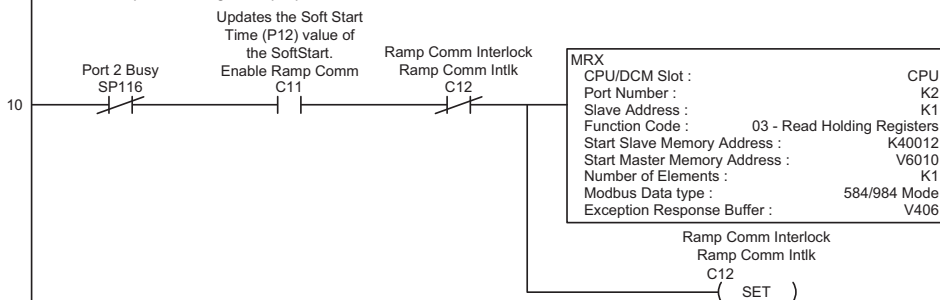 Updates the Soft Start
Time (P12) value of
the SoftStart.
Enable Ramp Comm
C11
Port 2 Busy
SP116
Ramp Comm Interlock
Ramp Comm Intlk
C12
10
MRX
CPU/DCM Slot : CPU
Port Number : K2
Slave Address : K1
Function Code : 03 - Read Holding Registers
Start Slave Memory Address : K40012
Start Master Memory Address : V6010
Number of Elements : K1
Modbus Data type : 584/984 Mode
Exception Response Buffer : V406
Ramp Comm Interlock
Ramp Comm Intlk
C12
SET